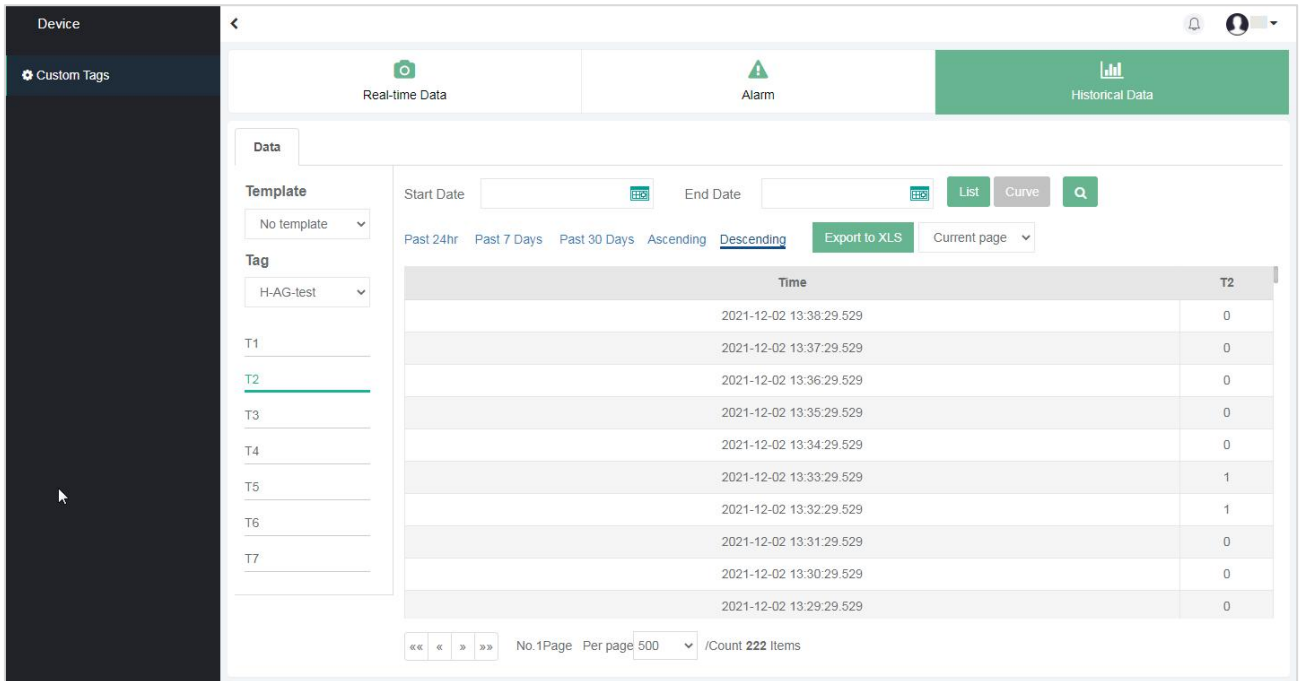 Device
Custom Tags
Real-time Data
Alarm
Historical Data
Data
Template
No template
Tag
H-AG-test
T1
T2
T3
T4
T5
T6
T7
Start Date End Date List Curve
Past 24hr Past 7 Days Past 30 Days Ascending Descending Export to XLS Current page
Time T2
2021-12-02 13:38:29.529 0
2021-12-02 13:37:29.529 0
2021-12-02 13:36:29.529 0
2021-12-02 13:35:29.529 0
2021-12-02 13:34:29.529 0
2021-12-02 13:33:29.529 1
2021-12-02 13:32:29.529 1
2021-12-02 13:31:29.529 0
2021-12-02 13:30:29.529 0
2021-12-02 13:29:29.529 0
«« « » »» No.1Page Per page 500 /Count 222 Items